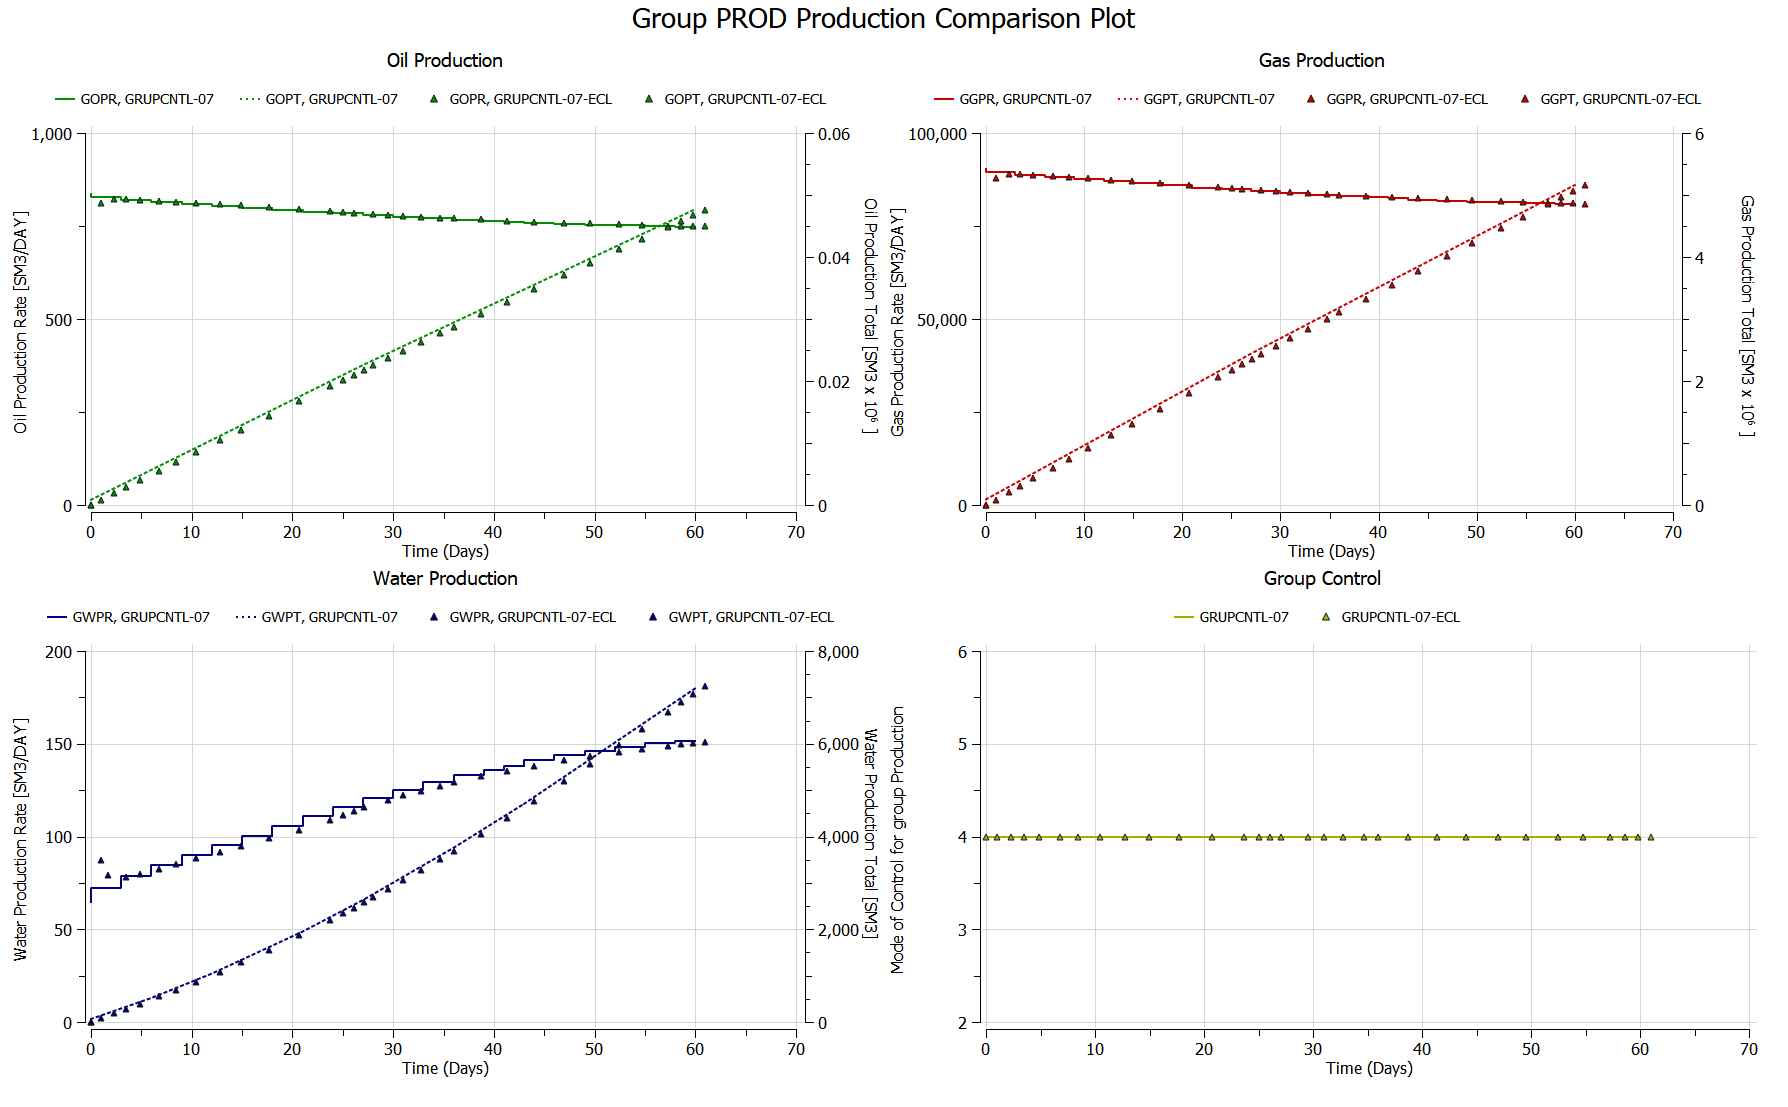 Group PROD Production Comparison Plot
Oil Production
GOPR, GRUPCNTL-07 GOPT, GRUPCNTL-07 GOPR, GRUPCNTL-07-ECL GOPT, GRUPCNTL-07-ECL
1,000
500
0
Oil Production Rate [SM3/DAY]
0.06
0.04
0.02
0
Oil Production Total [SM3 x 10⁶ ]
0 10 20 30 40 50 60 70
Time (Days)
Gas Production
GGPR, GRUPCNTL-07 GGPT, GRUPCNTL-07 GGPR, GRUPCNTL-07-ECL GGPT, GRUPCNTL-07-ECL
100,000
50,000
0
Gas Production Rate [SM3/DAY]
6
4
2
0
Gas Production Total [SM3 x 10⁶ ]
0 10 20 30 40 50 60 70
Time (Days)
Water Production
GWPR, GRUPCNTL-07 GWPT, GRUPCNTL-07 GWPR, GRUPCNTL-07-ECL GWPT, GRUPCNTL-07-ECL
200
150
100
50
0
Water Production Rate [SM3/DAY]
8,000
6,000
4,000
2,000
0
Water Production Total [SM3]
0 10 20 30 40 50 60 70
Time (Days)
Group Control
GRUPCNTL-07 GRUPCNTL-07-ECL
6
5
4
3
2
Mode of Control for group Production
0 10 20 30 40 50 60 70
Time (Days)